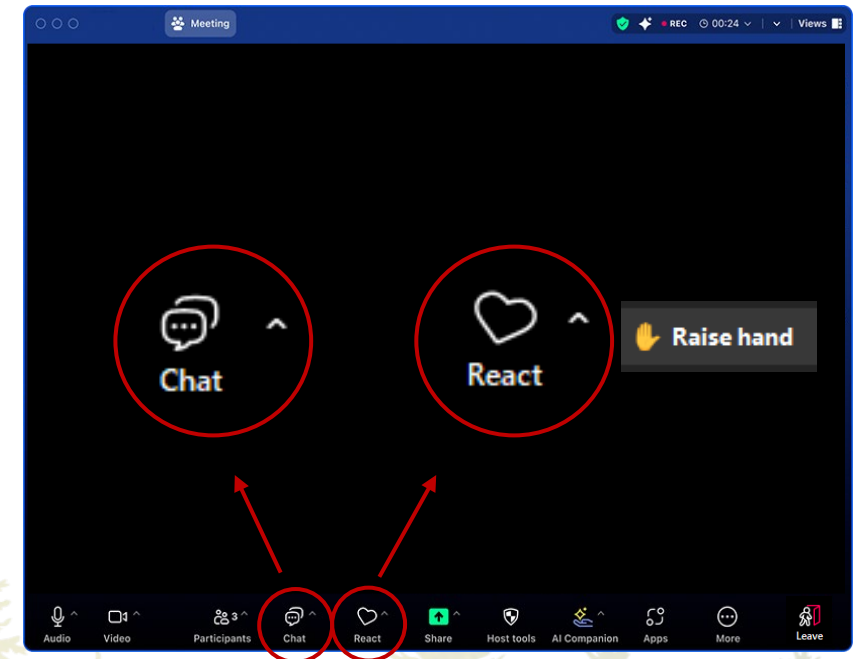 Meeting
REC 00:24 Views
Chat
React
Raise hand
3
Audio Video Participants Chat React Share Host tools AI Companion Apps More Leave